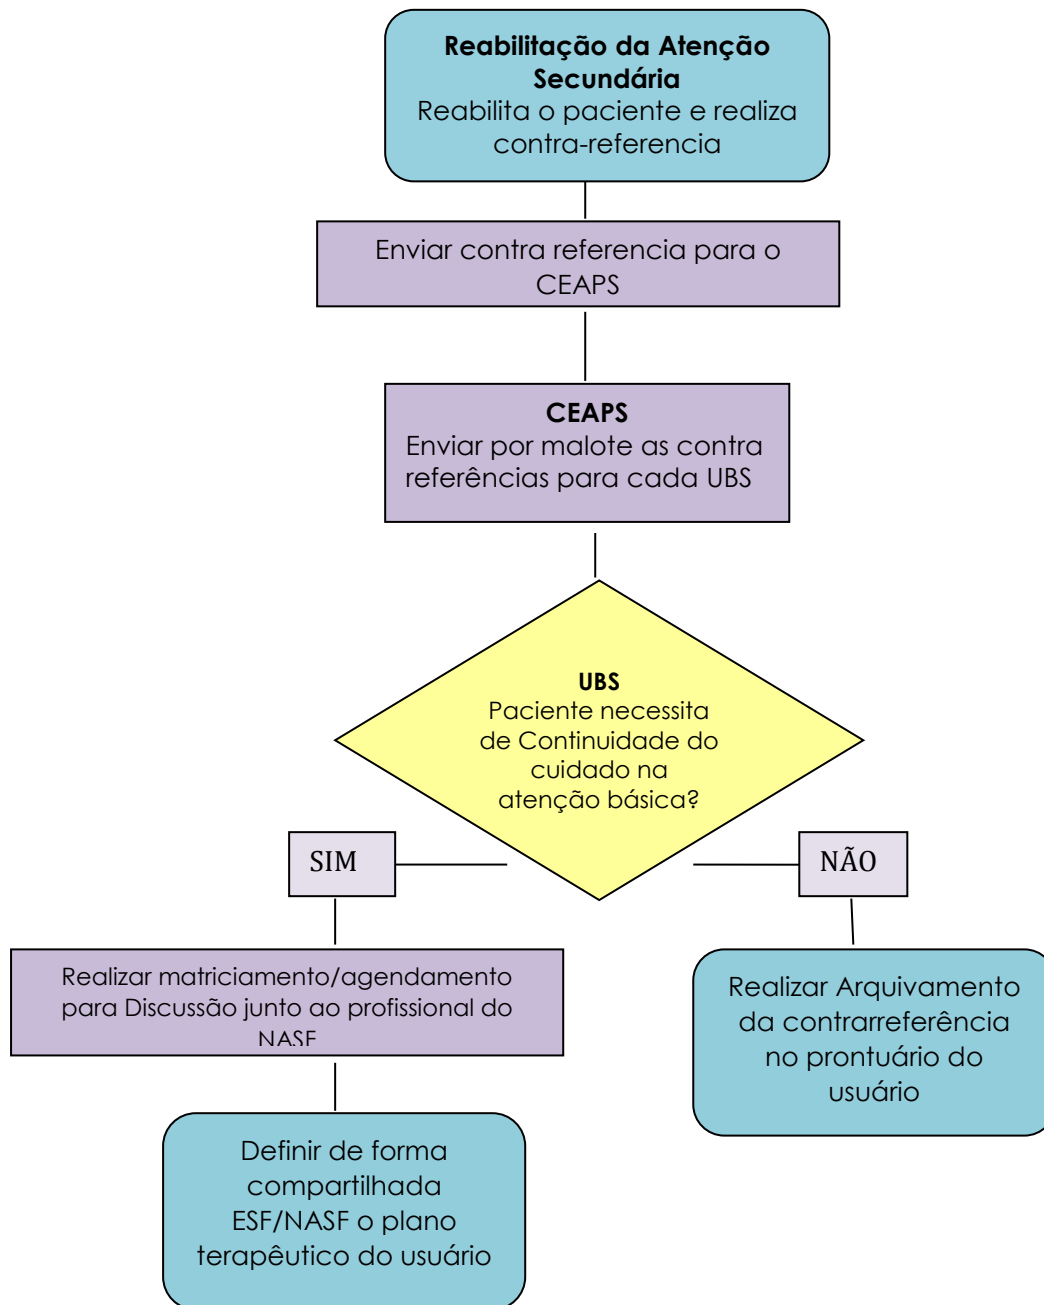 Reabilitação da Atenção
Secundária
Reabilita o paciente e realiza
contra-referencia
Enviar contra referencia para o
CEAPS
CEAPS
Enviar por malote as contra
referências para cada UBS
UBS
Paciente necessita
de Continuidade do
cuidado na
atenção básica?
SIM
NÃO
Realizar matriciamento/agendamento
para Discussão junto ao profissional do
NASF
Realizar Arquivamento
da contrarreferência
no prontuário do
usuário
Definir de forma
compartilhada
ESF/NASF o plano
terapêutico do usuário